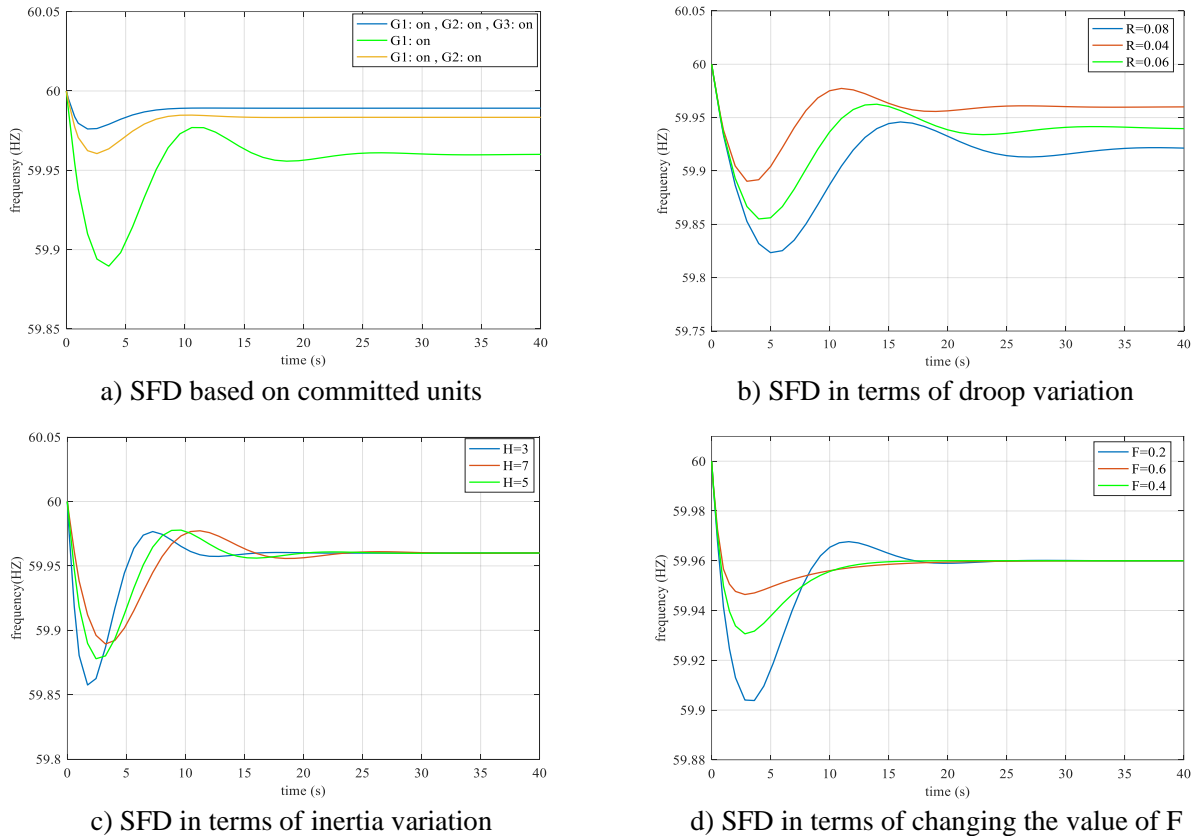 60.05
60
59.95
59.9
59.85
frequensy (HZ)
0 5 10 15 20 25 30 35 40
time (s)
G1: on , G2: on , G3: on
G1: on
G1: on , G2: on
a) SFD based on committed units
60.05
60
59.95
59.9
59.85
59.8
59.75
frequency (HZ)
0 5 10 15 20 25 30 35 40
time (s)
R=0.08
R=0.04
R=0.06
b) SFD in terms of droop variation
60.05
60
59.95
59.9
59.85
59.8
frequency(HZ)
0 5 10 15 20 25 30 35 40
time (s)
H=3
H=7
H=5
c) SFD in terms of inertia variation
60
59.98
59.96
59.94
59.92
59.9
59.88
frequency (HZ)
0 5 10 15 20 25 30 35 40
time (s)
F=0.2
F=0.6
F=0.4
d) SFD in terms of changing the value of F